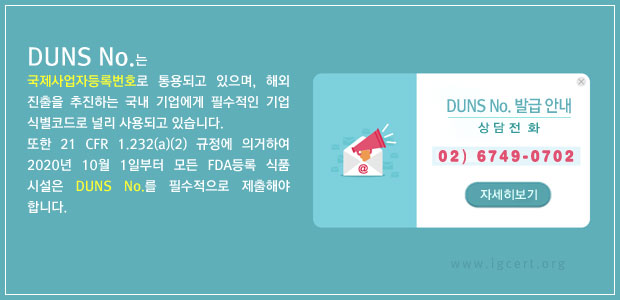 DUNS No.는
국제사업자등록번호로 통용되고 있으며, 해외
진출을 추진하는 국내 기업에게 필수적인 기업
식별코드로 널리 사용되고 있습니다.
또한 21 CFR 1.232(a)(2) 규정에 의거하여
2020년 10월 1일부터 모든 FDA등록 식품
시설은 DUNS No.를 필수적으로 제출해야
합니다.
DUNS No. 발급 안내
상담전화
02) 6749-0702
자세히보기
@
www.igcert.org